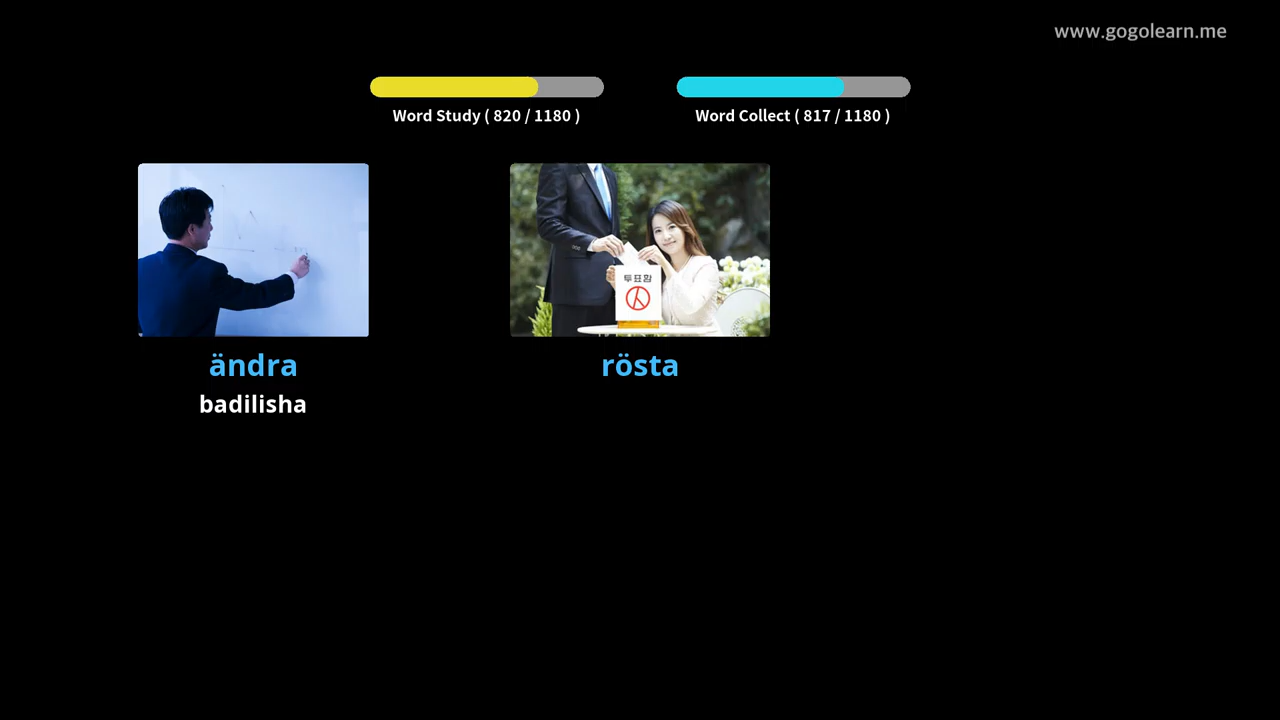 www.gogolearn.me
Word Study ( 820 / 1180 )
Word Collect ( 817 / 1180 )
투표함
ändra
rösta
badilisha